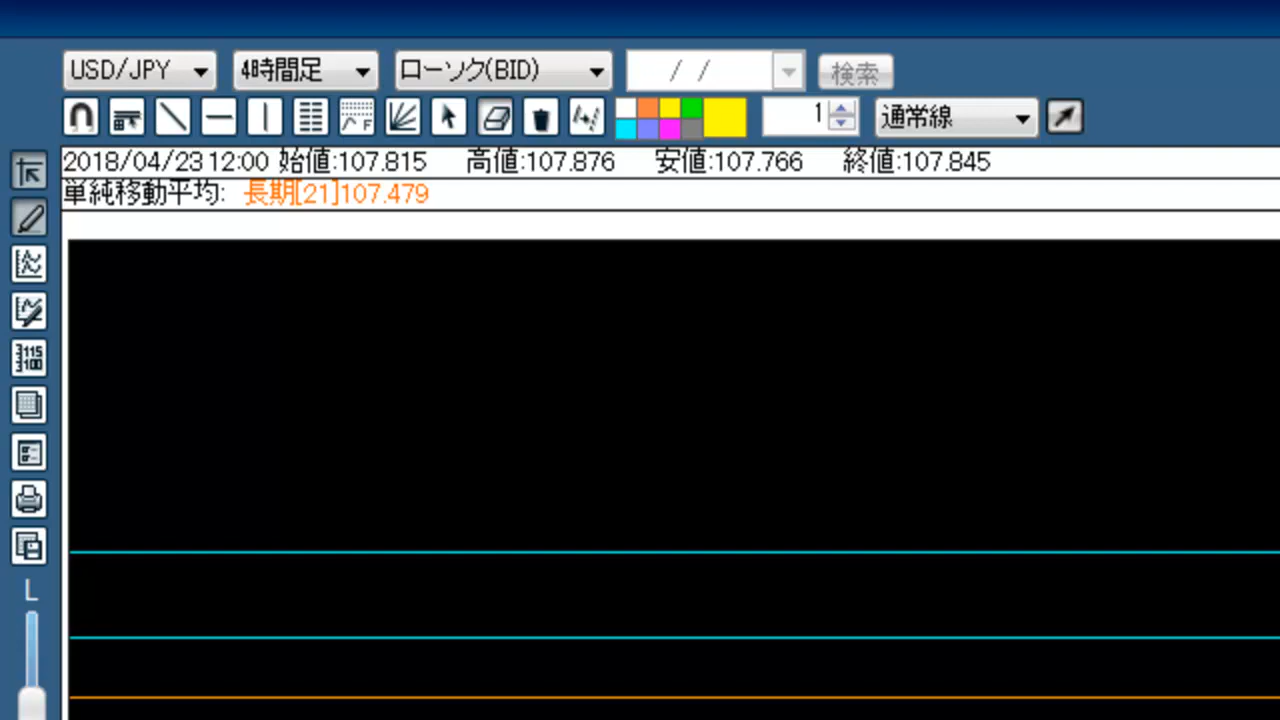 USD/JPY 4時間足 ローソク(BID) / / 検索
F 1 通常線
2018/04/23 12:00 始値:107.815 高値:107.876 安値:107.766 終値:107.845
単純移動平均: 長期[21]107.479
115
100
L